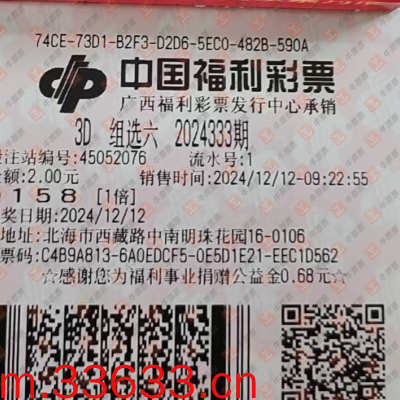 74CE-73D1-B2F3-D2D6-5EC0-482B-590A
中国福利彩票
广西福利彩票发行中心承销
3D 组选六 2024333期
注站编号:45052076 流水号:1
金额:2.00元 销售时间:2024/12/12-09:22:55
158 [1倍]
奖日期:2024/12/12
地址:北海市西藏路中南明珠花园16-0106
票码:C4B9A813-6A0EDCF5-0E5D1E21-EEC1D562
☆感谢您为福利事业捐赠公益金0.68元☆
m.33633.cn